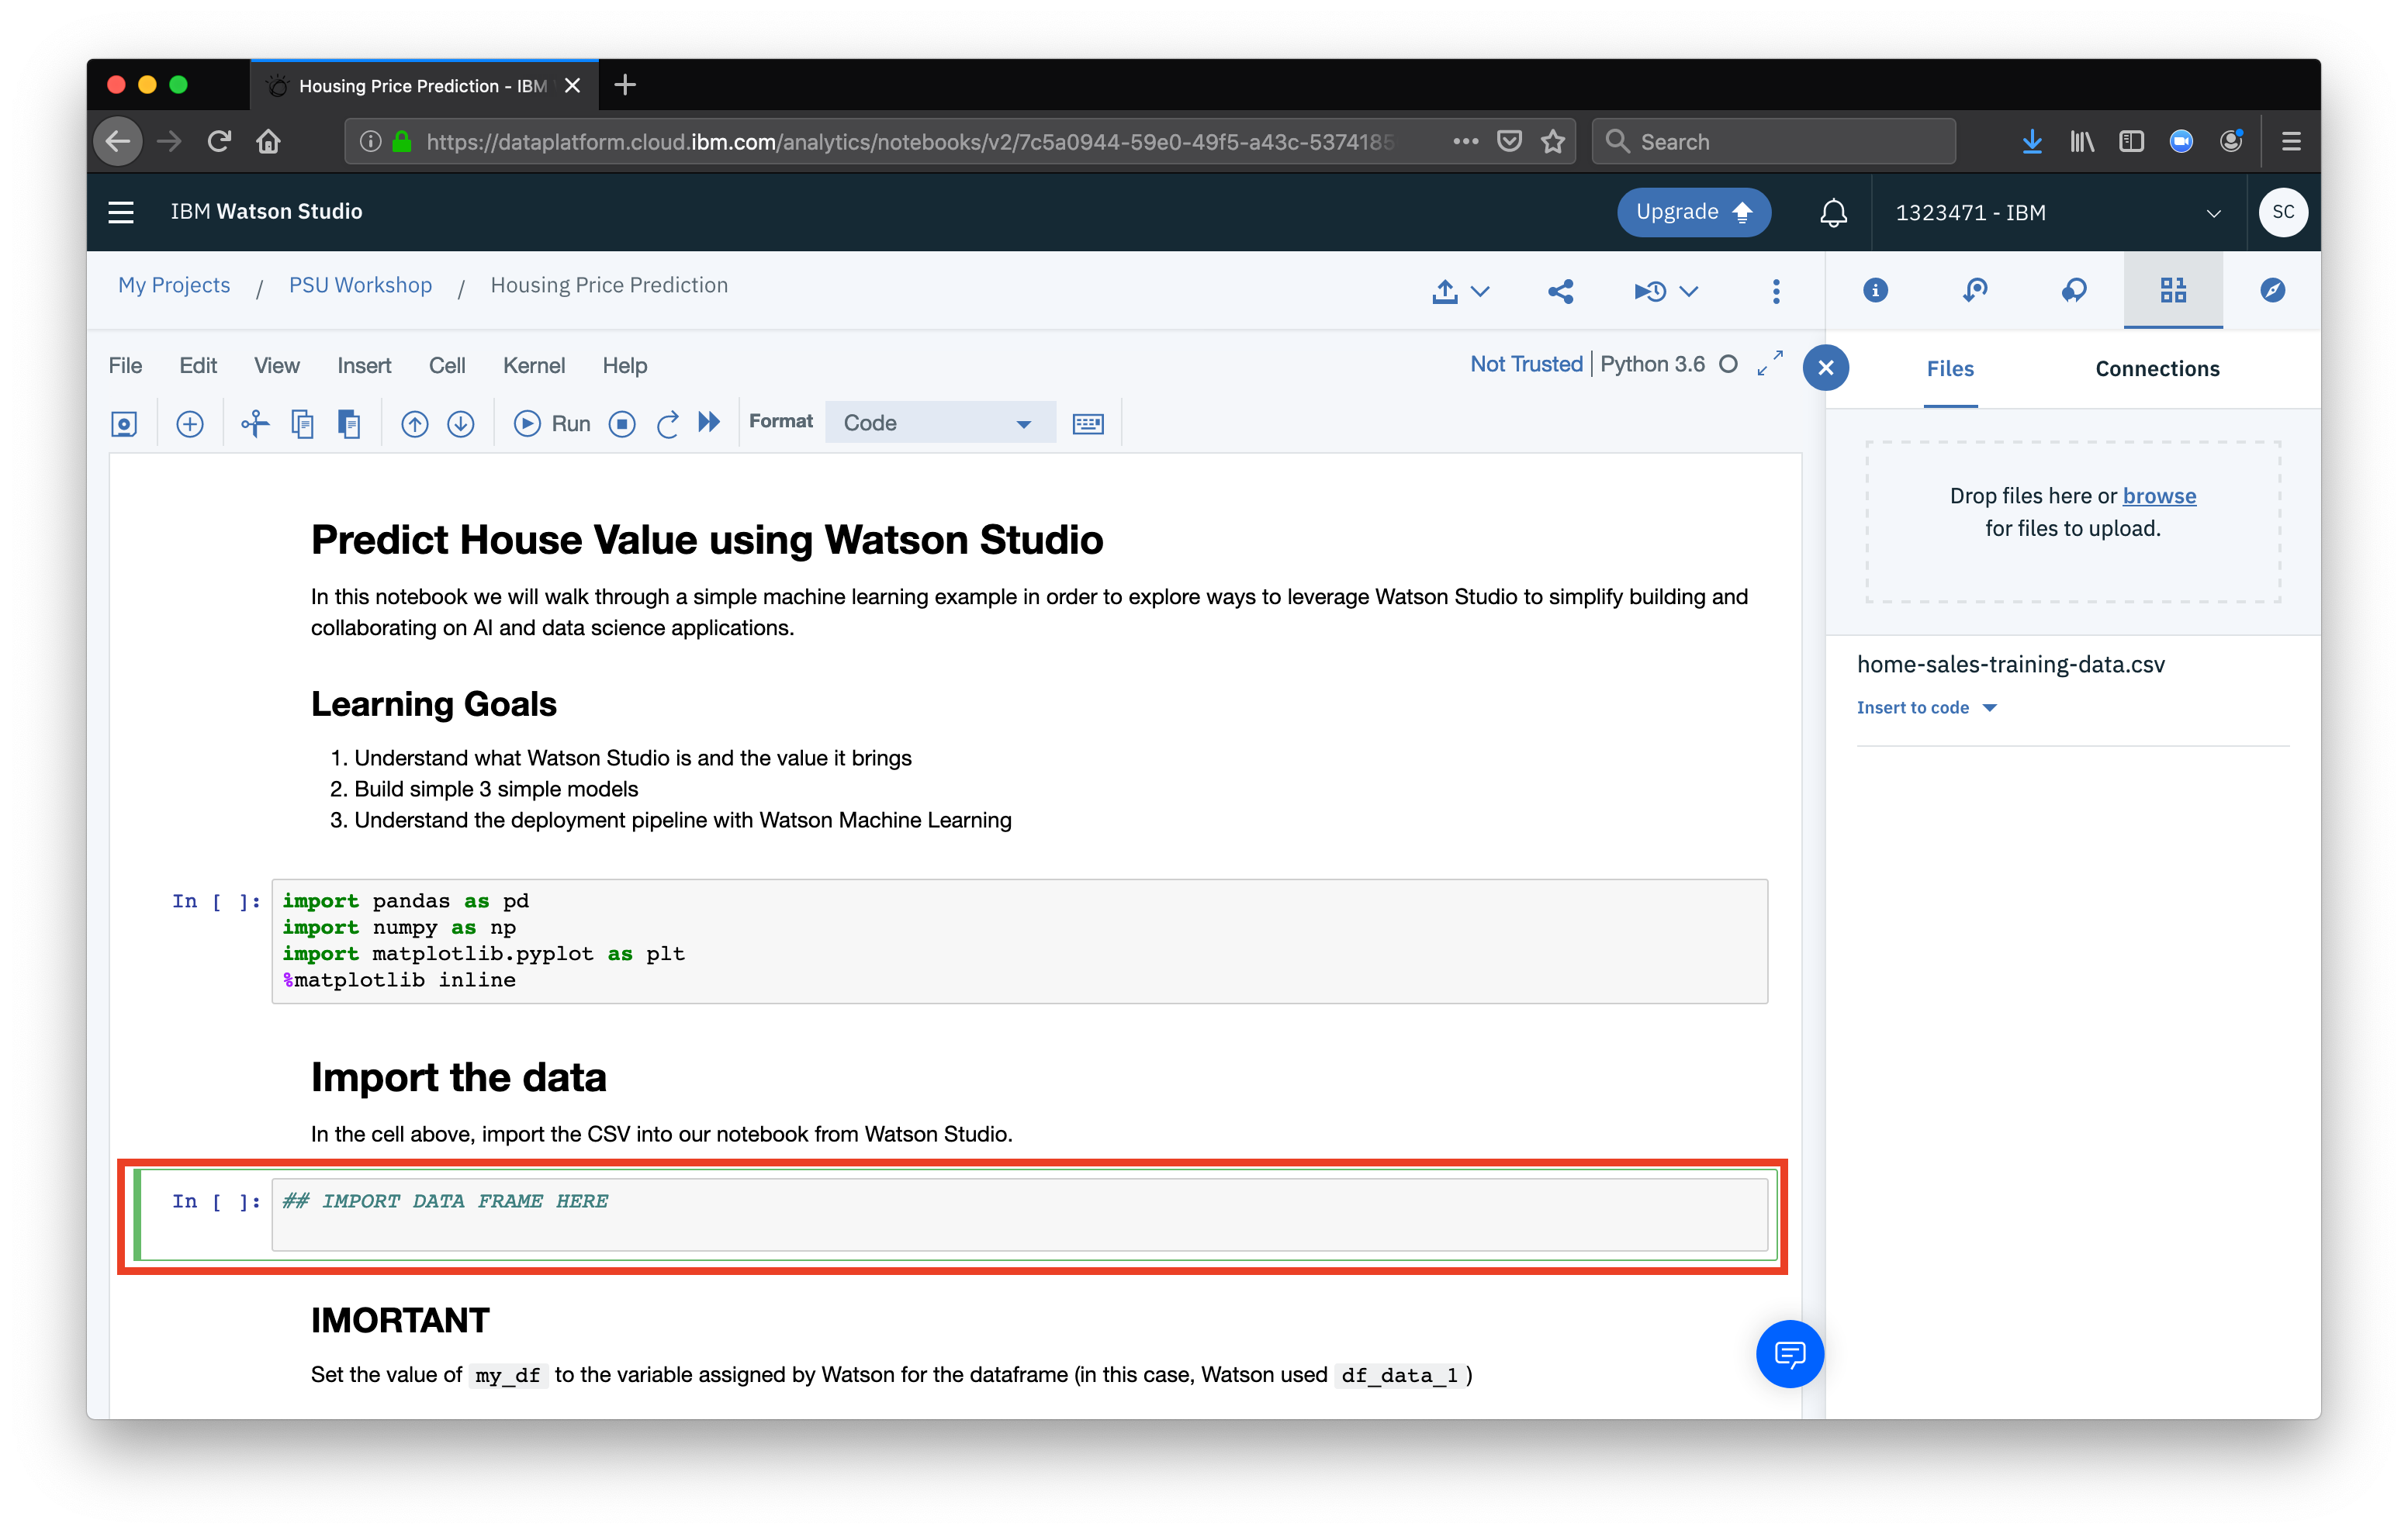 Housing Price Prediction - IBM
https://dataplatform.cloud.ibm.com/analytics/notebooks/v2/7c5a0944-59e0-49f5-a43c-5374185
Search
IBM Watson Studio
Upgrade
1323471 - IBM
SC
My Projects / PSU Workshop / Housing Price Prediction
File Edit View Insert Cell Kernel Help
Not Trusted | Python 3.6
Files
Connections
Run
Format
Code
Drop files here or browse
for files to upload.
home-sales-training-data.csv
Insert to code
Predict House Value using Watson Studio
In this notebook we will walk through a simple machine learning example in order to explore ways to leverage Watson Studio to simplify building and
collaborating on AI and data science applications.
Learning Goals
1. Understand what Watson Studio is and the value it brings
2. Build simple 3 simple models
3. Understand the deployment pipeline with Watson Machine Learning
In [ ]: import pandas as pd
import numpy as np
import matplotlib.pyplot as plt
%matplotlib inline
Import the data
In the cell above, import the CSV into our notebook from Watson Studio.
In [ ]: ## IMPORT DATA FRAME HERE
IMORTANT
Set the value of my_df to the variable assigned by Watson for the dataframe (in this case, Watson used df_data_1 )